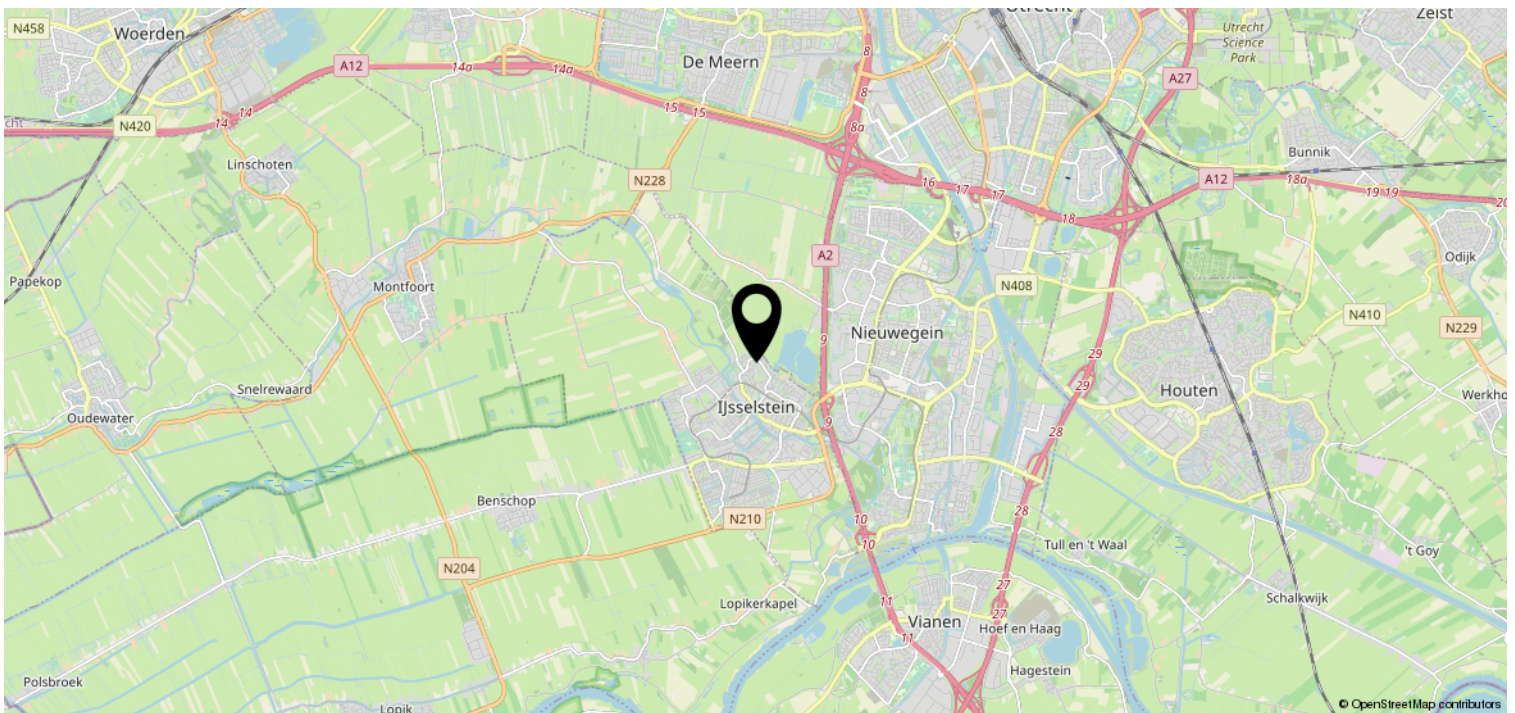 Utrecht
Zeist
N458
Woerden
Utrecht
Science
Park
8
De Meern
A12
14a
14a
A27
8
15
15
14
14
N420
8a
Linschoten
Bunnik
N228
16
17
17
A12
18a
19
19
20
18
A2
Odijk
Papekop
Montfoort
N408
N410
Nieuwegein
N229
9
29
29
Snelrewaard
Houten
Werkho
IJsselstein
Oudewater
9
28
Benschop
28
N210
10
10
Tull en 't Waal
't Goy
N204
27
Schalkwijk
Lopikerkapel
11
27
Vianen
Hoef en Haag
11
Hagestein
Polsbroek
Lopik
© OpenStreetMap contributors